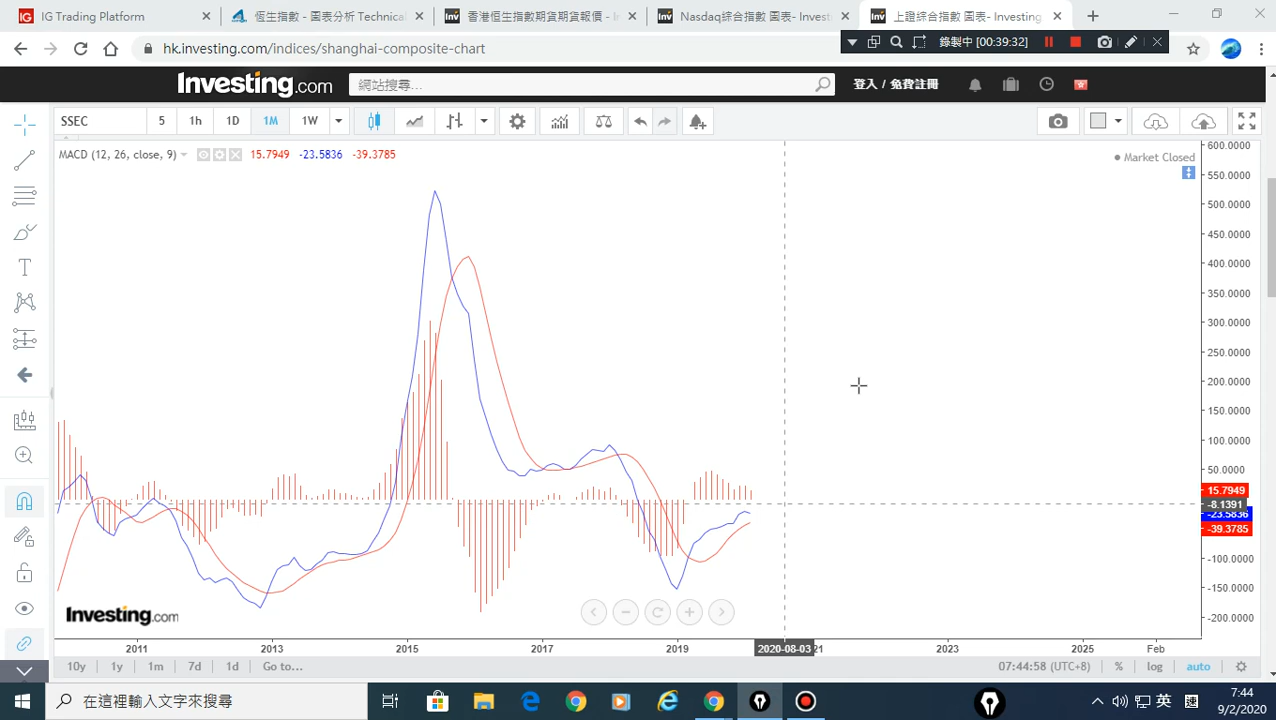 IG Trading Platform
恆生指數 - 圖表分析 Technical
香港恆生指數期貨期貨報價 - In
Nasdaq綜合指數 圖表- Investi
上證綜合指數 圖表- Investing
hk.investing.com/indices/shanghai-composite-chart
錄製中 [00:39:32]
Investing.com
網站搜尋...
登入 / 免費註冊
SSEC 5 1h 1D 1M 1W
MACD (12, 26, close, 9) 15.7949 -23.5836 -39.3785
Market Closed
600.0000
550.0000
500.0000
450.0000
400.0000
350.0000
300.0000
250.0000
200.0000
150.0000
100.0000
50.0000
15.7949
-8.1391
-23.5836
-39.3785
-100.0000
-150.0000
-200.0000
Investing.com
2011 2013 2015 2017 2019 2020-08-03 21 2023 2025 Feb
10y 1y 1m 7d 1d Go to... 07:44:58 (UTC+8) % log auto
在這裡輸入文字來搜尋
英
7:44
9/2/2020